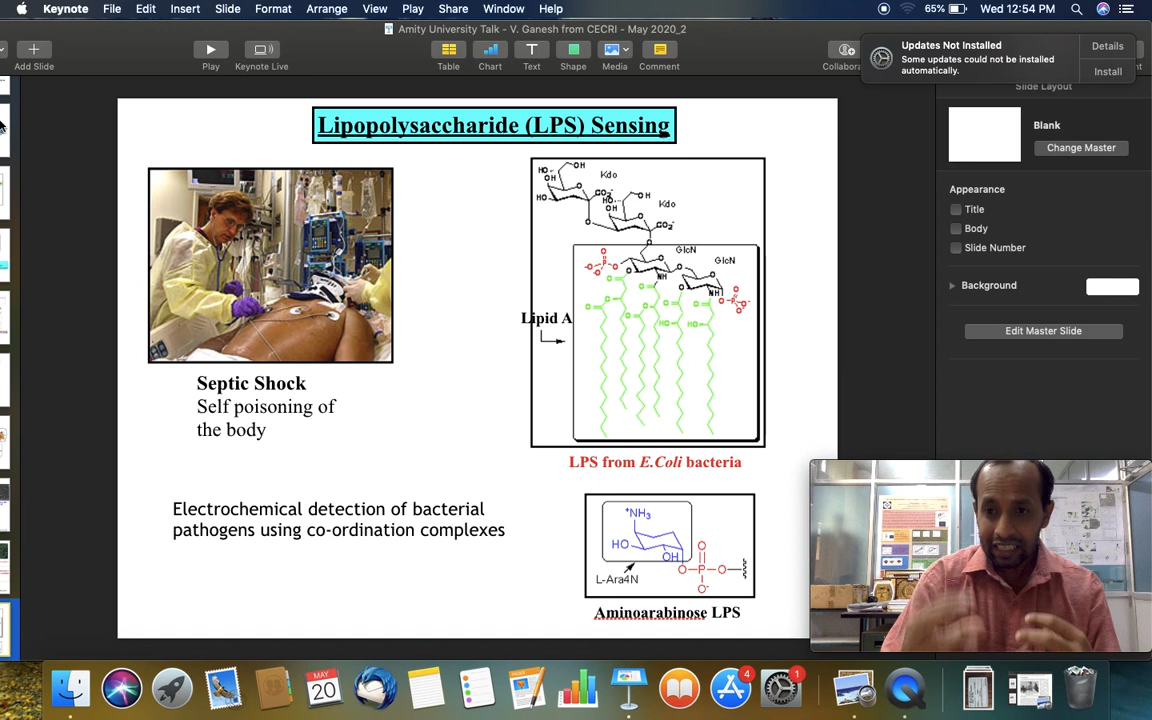 Keynote File Edit Insert Slide Format Arrange View Play Share Window Help 65% Wed 12:54 PM
Amity University Talk - V. Ganesh from CECRI - May 2020_2
Add Slide Play Keynote Live Table Chart Text Shape Media Comment Collabora
Updates Not Installed
Some updates could not be installed
automatically.
Details
Install
Slide Layout
Blank
Change Master
Appearance
Title
Body
Slide Number
Background
Edit Master Slide
Lipopolysaccharide (LPS) Sensing
Septic Shock
Self poisoning of
the body
Electrochemical detection of bacterial
pathogens using co-ordination complexes
Kdo
Kdo
GlcN
GlcN
Lipid A
LPS from E.Coli bacteria
+NH3
HO
OH
O
O-P-O
O-
L-Ara4N
Aminoarabinose LPS
MAY
20
4
1